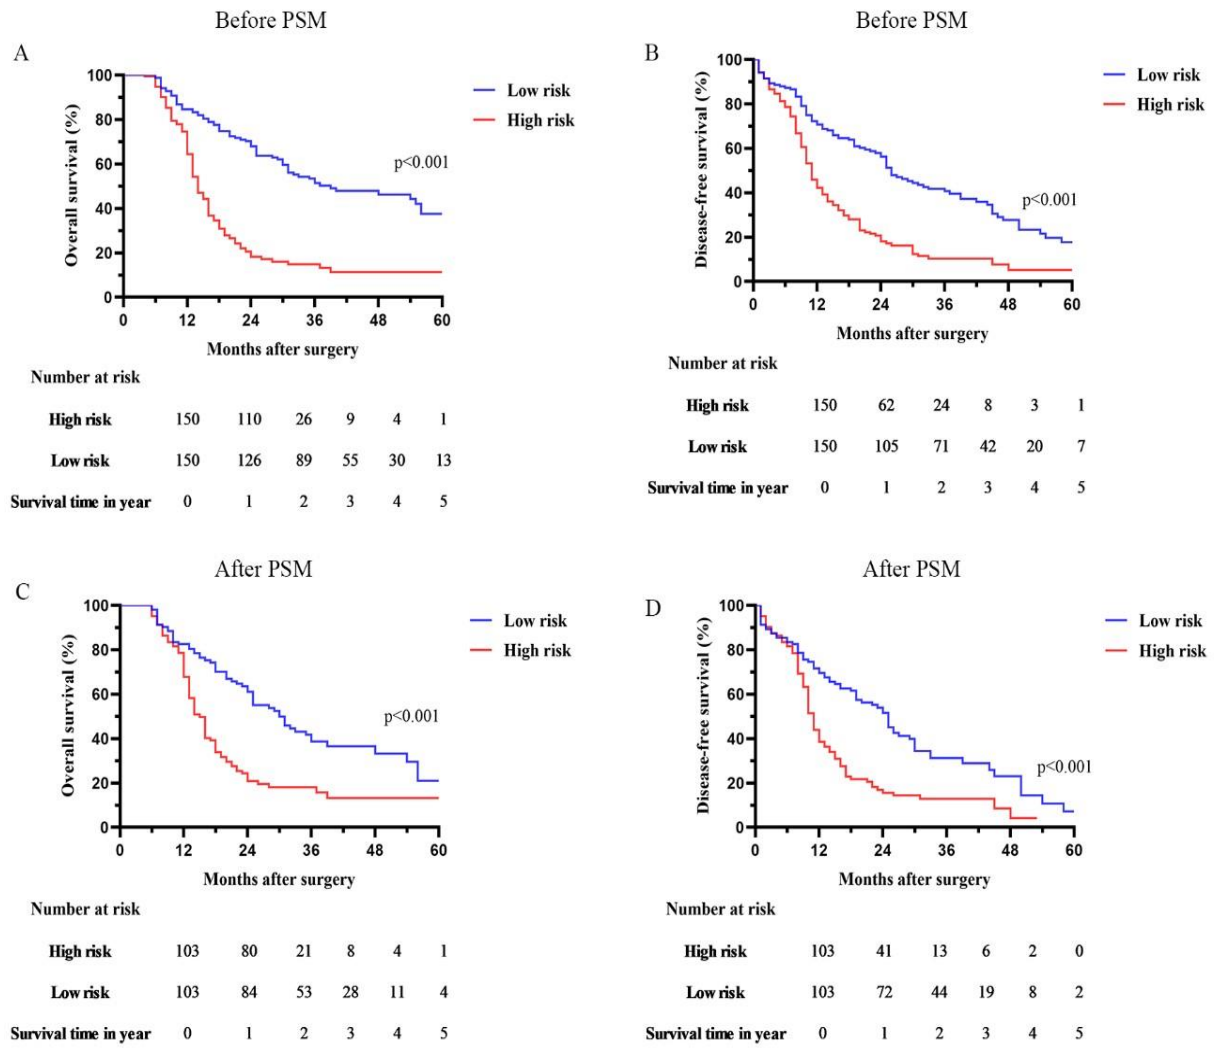 Before PSM
A
Overall survival (%)
100
80
60
40
20
0
0 12 24 36 48 60
Months after surgery
Low risk
High risk
p<0.001
Number at risk
High risk 150 110 26 9 4 1
Low risk 150 126 89 55 30 13
Survival time in year 0 1 2 3 4 5
Before PSM
B
Disease-free survival (%)
100
80
60
40
20
0
0 12 24 36 48 60
Months after surgery
Low risk
High risk
p<0.001
Number at risk
High risk 150 62 24 8 3 1
Low risk 150 105 71 42 20 7
Survival time in year 0 1 2 3 4 5
After PSM
C
Overall survival (%)
100
80
60
40
20
0
0 12 24 36 48 60
Months after surgery
Low risk
High risk
p<0.001
Number at risk
High risk 103 80 21 8 4 1
Low risk 103 84 53 28 11 4
Survival time in year 0 1 2 3 4 5
After PSM
D
Disease-free survival (%)
100
80
60
40
20
0
0 12 24 36 48 60
Months after surgery
Low risk
High risk
p<0.001
Number at risk
High risk 103 41 13 6 2 0
Low risk 103 72 44 19 8 2
Survival time in year 0 1 2 3 4 5